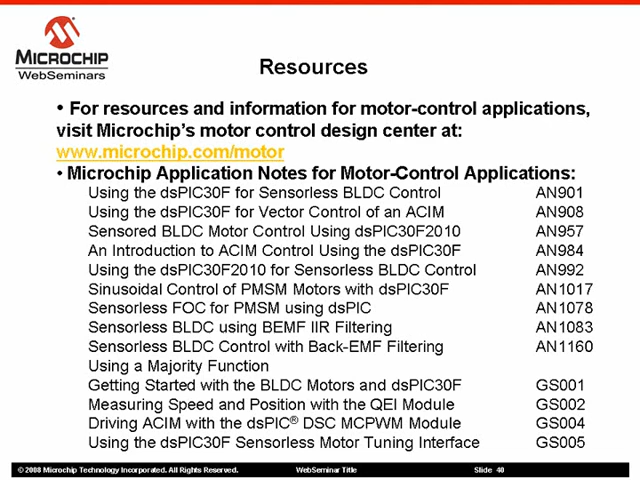 MICROCHIP
WebSeminars
Resources
• For resources and information for motor-control applications,
visit Microchip's motor control design center at:
www.microchip.com/motor
• Microchip Application Notes for Motor-Control Applications:
Using the dsPIC30F for Sensorless BLDC Control AN901
Using the dsPIC30F for Vector Control of an ACIM AN908
Sensored BLDC Motor Control Using dsPIC30F2010 AN957
An Introduction to ACIM Control Using the dsPIC30F AN984
Using the dsPIC30F2010 for Sensorless BLDC Control AN992
Sinusoidal Control of PMSM Motors with dsPIC30F AN1017
Sensorless FOC for PMSM using dsPIC AN1078
Sensorless BLDC using BEMF IIR Filtering AN1083
Sensorless BLDC Control with Back-EMF Filtering AN1160
Using a Majority Function
Getting Started with the BLDC Motors and dsPIC30F GS001
Measuring Speed and Position with the QEI Module GS002
Driving ACIM with the dsPIC® DSC MCPWM Module GS004
Using the dsPIC30F Sensorless Motor Tuning Interface GS005
© 2008 Microchip Technology Incorporated. All Rights Reserved. WebSeminar Title Slide 40